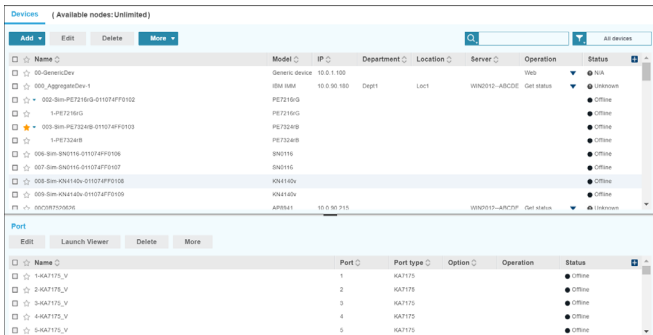 Devices (Available nodes:Unlimited)
Add Edit Delete More All devices
Name Model IP Department Location Server Operation Status
00-GenericDev Generic device 10.0.1.100 Web N/A
000_AggregateDev-1 IBM IMM 10.0.90.180 Dept1 Loc1 WIN2012--ABCDE Get status Unknown
002-Sim-PE7216rG-011074FF0102 PE7216rG Offline
1-PE7216rG PE7216rG Offline
003-Sim-PE7324rB-011074FF0103 PE7324rB Offline
1-PE7324rB PE7324rB Offline
006-Sim-SN0116-011074FF0106 SN0116 Offline
007-Sim-SN0116-011074FF0107 SN0116 Offline
008-Sim-KN4140v-011074FF0108 KN4140v Offline
009-Sim-KN4140v-011074FF0109 KN4140v Offline
00C0B7520626 AP8941 10.0.90.215 WIN2012--ABCDE Get status Unknown
Port
Edit Launch Viewer Delete More
Name Port Port type Option Operation Status
1-KA7175_V 1 KA7175 Offline
2-KA7175_V 2 KA7175 Offline
3-KA7175_V 3 KA7175 Offline
4-KA7175_V 4 KA7175 Offline
5-KA7175_V 5 KA7175 Offline